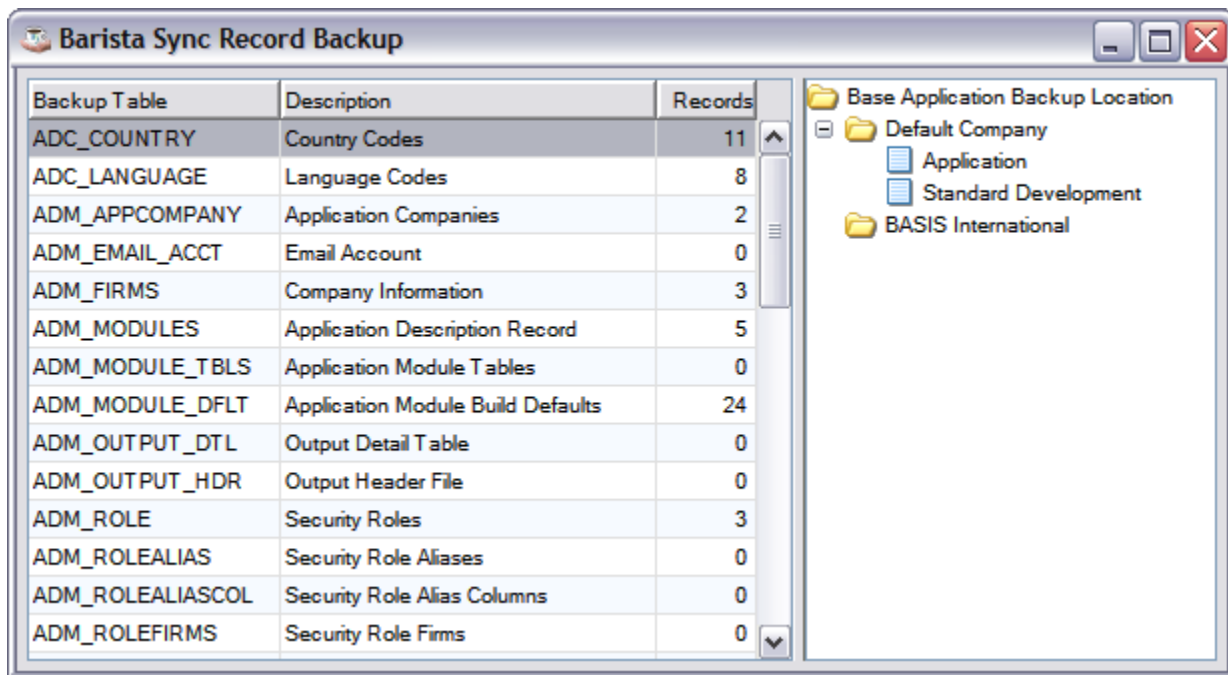 Barista Sync Record Backup
Backup Table Description Records
ADC_COUNTRY Country Codes 11
ADC_LANGUAGE Language Codes 8
ADM_APPCOMPANY Application Companies 2
ADM_EMAIL_ACCT Email Account 0
ADM_FIRMS Company Information 3
ADM_MODULES Application Description Record 5
ADM_MODULE_TBLS Application Module Tables 0
ADM_MODULE_DFLT Application Module Build Defaults 24
ADM_OUTPUT_DTL Output Detail Table 0
ADM_OUTPUT_HDR Output Header File 0
ADM_ROLE Security Roles 3
ADM_ROLEALIAS Security Role Aliases 0
ADM_ROLEALIASCOL Security Role Alias Columns 0
ADM_ROLEFIRMS Security Role Firms 0
Base Application Backup Location
Default Company
Application
Standard Development
BASIS International